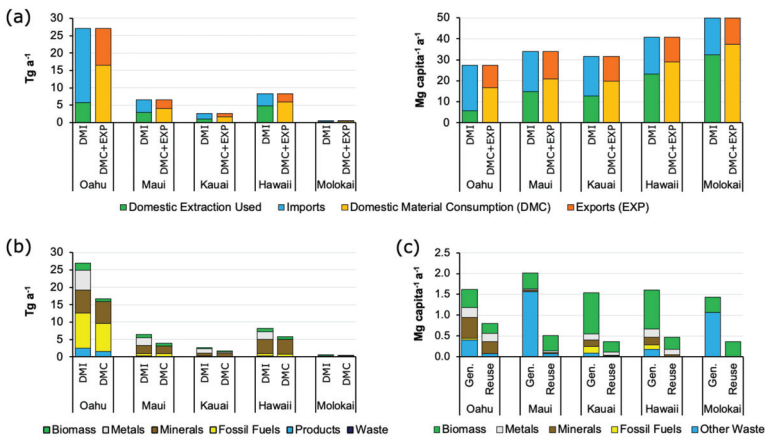 (a)
Tg a-1
30
25
20
15
10
5
0
DMI
DMC+EXP
DMI
DMC+EXP
DMI
DMC+EXP
DMI
DMC+EXP
DMI
DMC+EXP
Oahu
Maui
Kauai
Hawaii
Molokai
Mg capita-1 a-1
50
40
30
20
10
0
DMI
DMC+EXP
DMI
DMC+EXP
DMI
DMC+EXP
DMI
DMC+EXP
DMI
DMC+EXP
Oahu
Maui
Kauai
Hawaii
Molokai
Domestic Extraction Used
Imports
Domestic Material Consumption (DMC)
Exports (EXP)
(b)
Tg a-1
30
25
20
15
10
5
0
DMI
DMC
DMI
DMC
DMI
DMC
DMI
DMC
DMI
DMC
Oahu
Maui
Kauai
Hawaii
Molokai
Biomass
Metals
Minerals
Fossil Fuels
Products
Waste
(c)
Mg capita-1 a-1
2.5
2.0
1.5
1.0
0.5
0.0
Gen.
Reuse
Gen.
Reuse
Gen.
Reuse
Gen.
Reuse
Gen.
Reuse
Oahu
Maui
Kauai
Hawaii
Molokai
Biomass
Metals
Minerals
Fossil Fuels
Other Waste